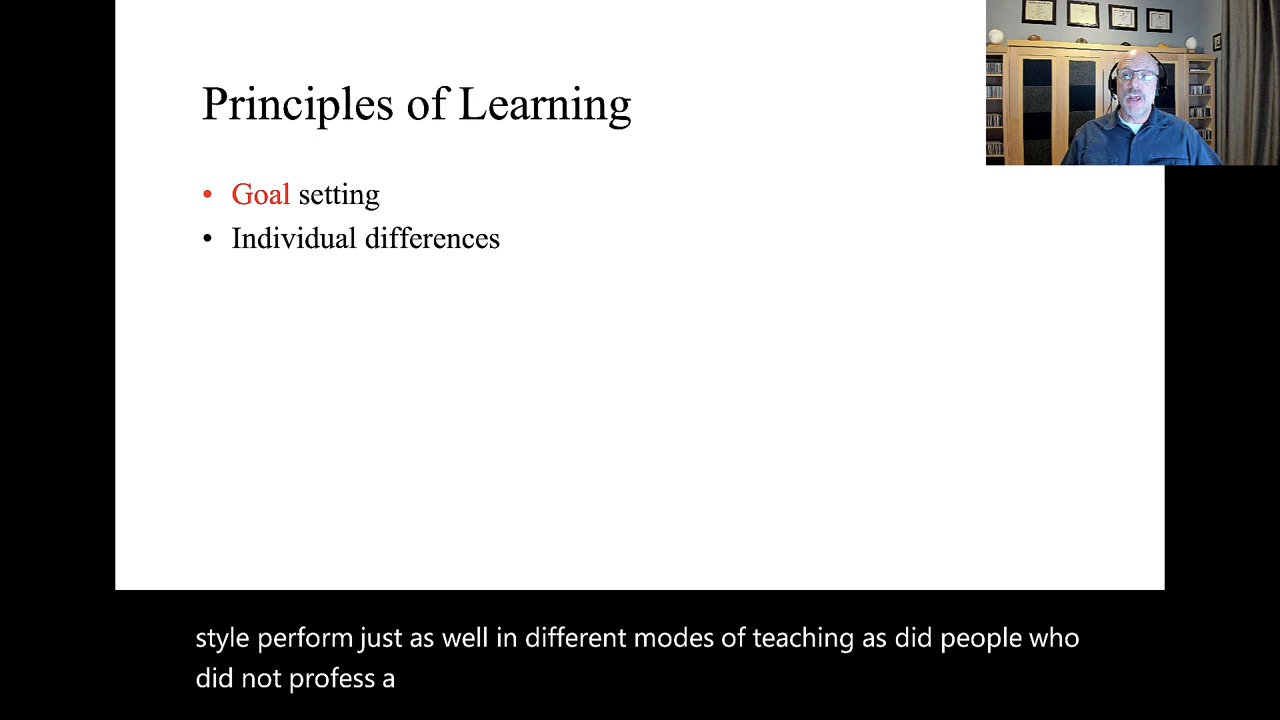 Principles of Learning
• Goal setting
• Individual differences
style perform just as well in different modes of teaching as did people who
did not profess a